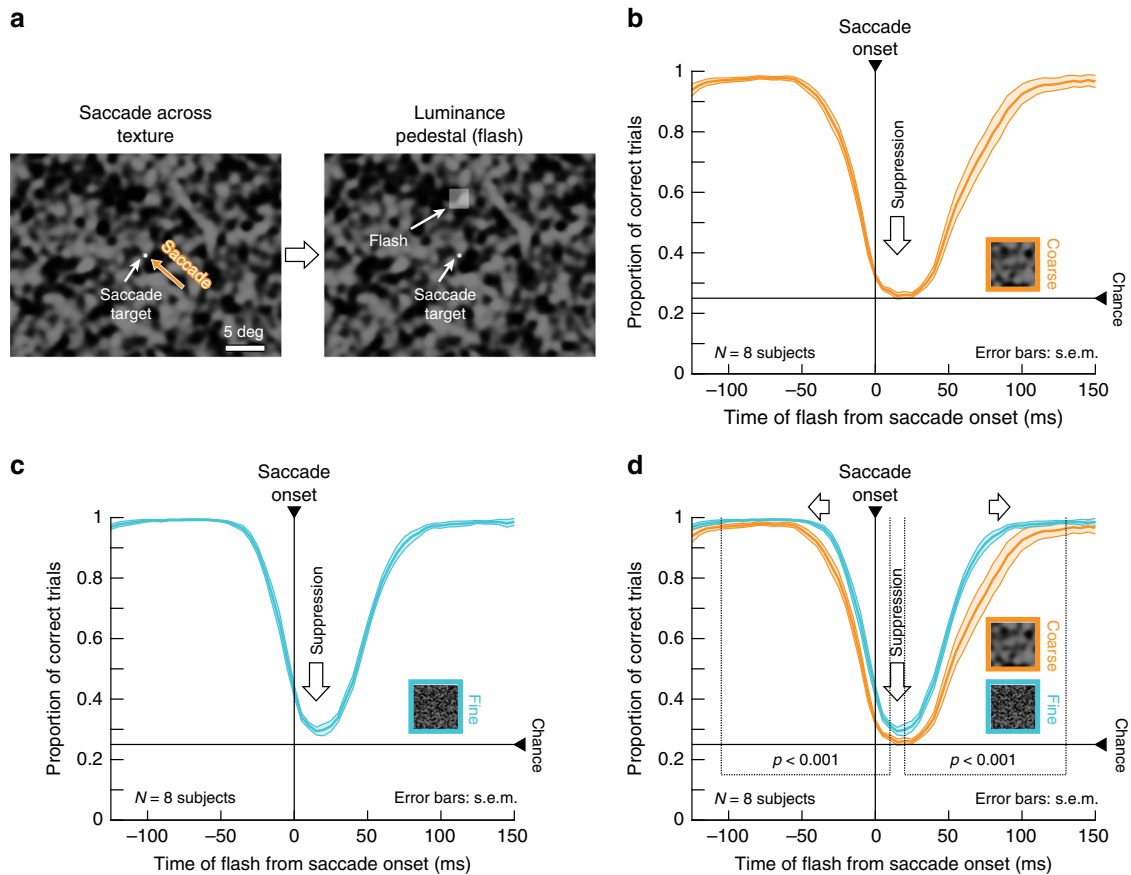 a
Saccade across
texture
Luminance
pedestal (flash)
Saccade
Saccade
target
5 deg
Flash
Saccade
target
b
Saccade
onset
Proportion of correct trials
1
0.8
0.6
0.4
0.2
0
Suppression
Coarse
Chance
N = 8 subjects
Error bars: s.e.m.
−100
−50
0
50
100
150
Time of flash from saccade onset (ms)
c
Saccade
onset
Proportion of correct trials
1
0.8
0.6
0.4
0.2
0
Suppression
Fine
Chance
N = 8 subjects
Error bars: s.e.m.
−100
−50
0
50
100
150
Time of flash from saccade onset (ms)
d
Saccade
onset
Proportion of correct trials
1
0.8
0.6
0.4
0.2
0
Suppression
Coarse
Fine
Chance
p < 0.001
p < 0.001
N = 8 subjects
Error bars: s.e.m.
−100
−50
0
50
100
150
Time of flash from saccade onset (ms)